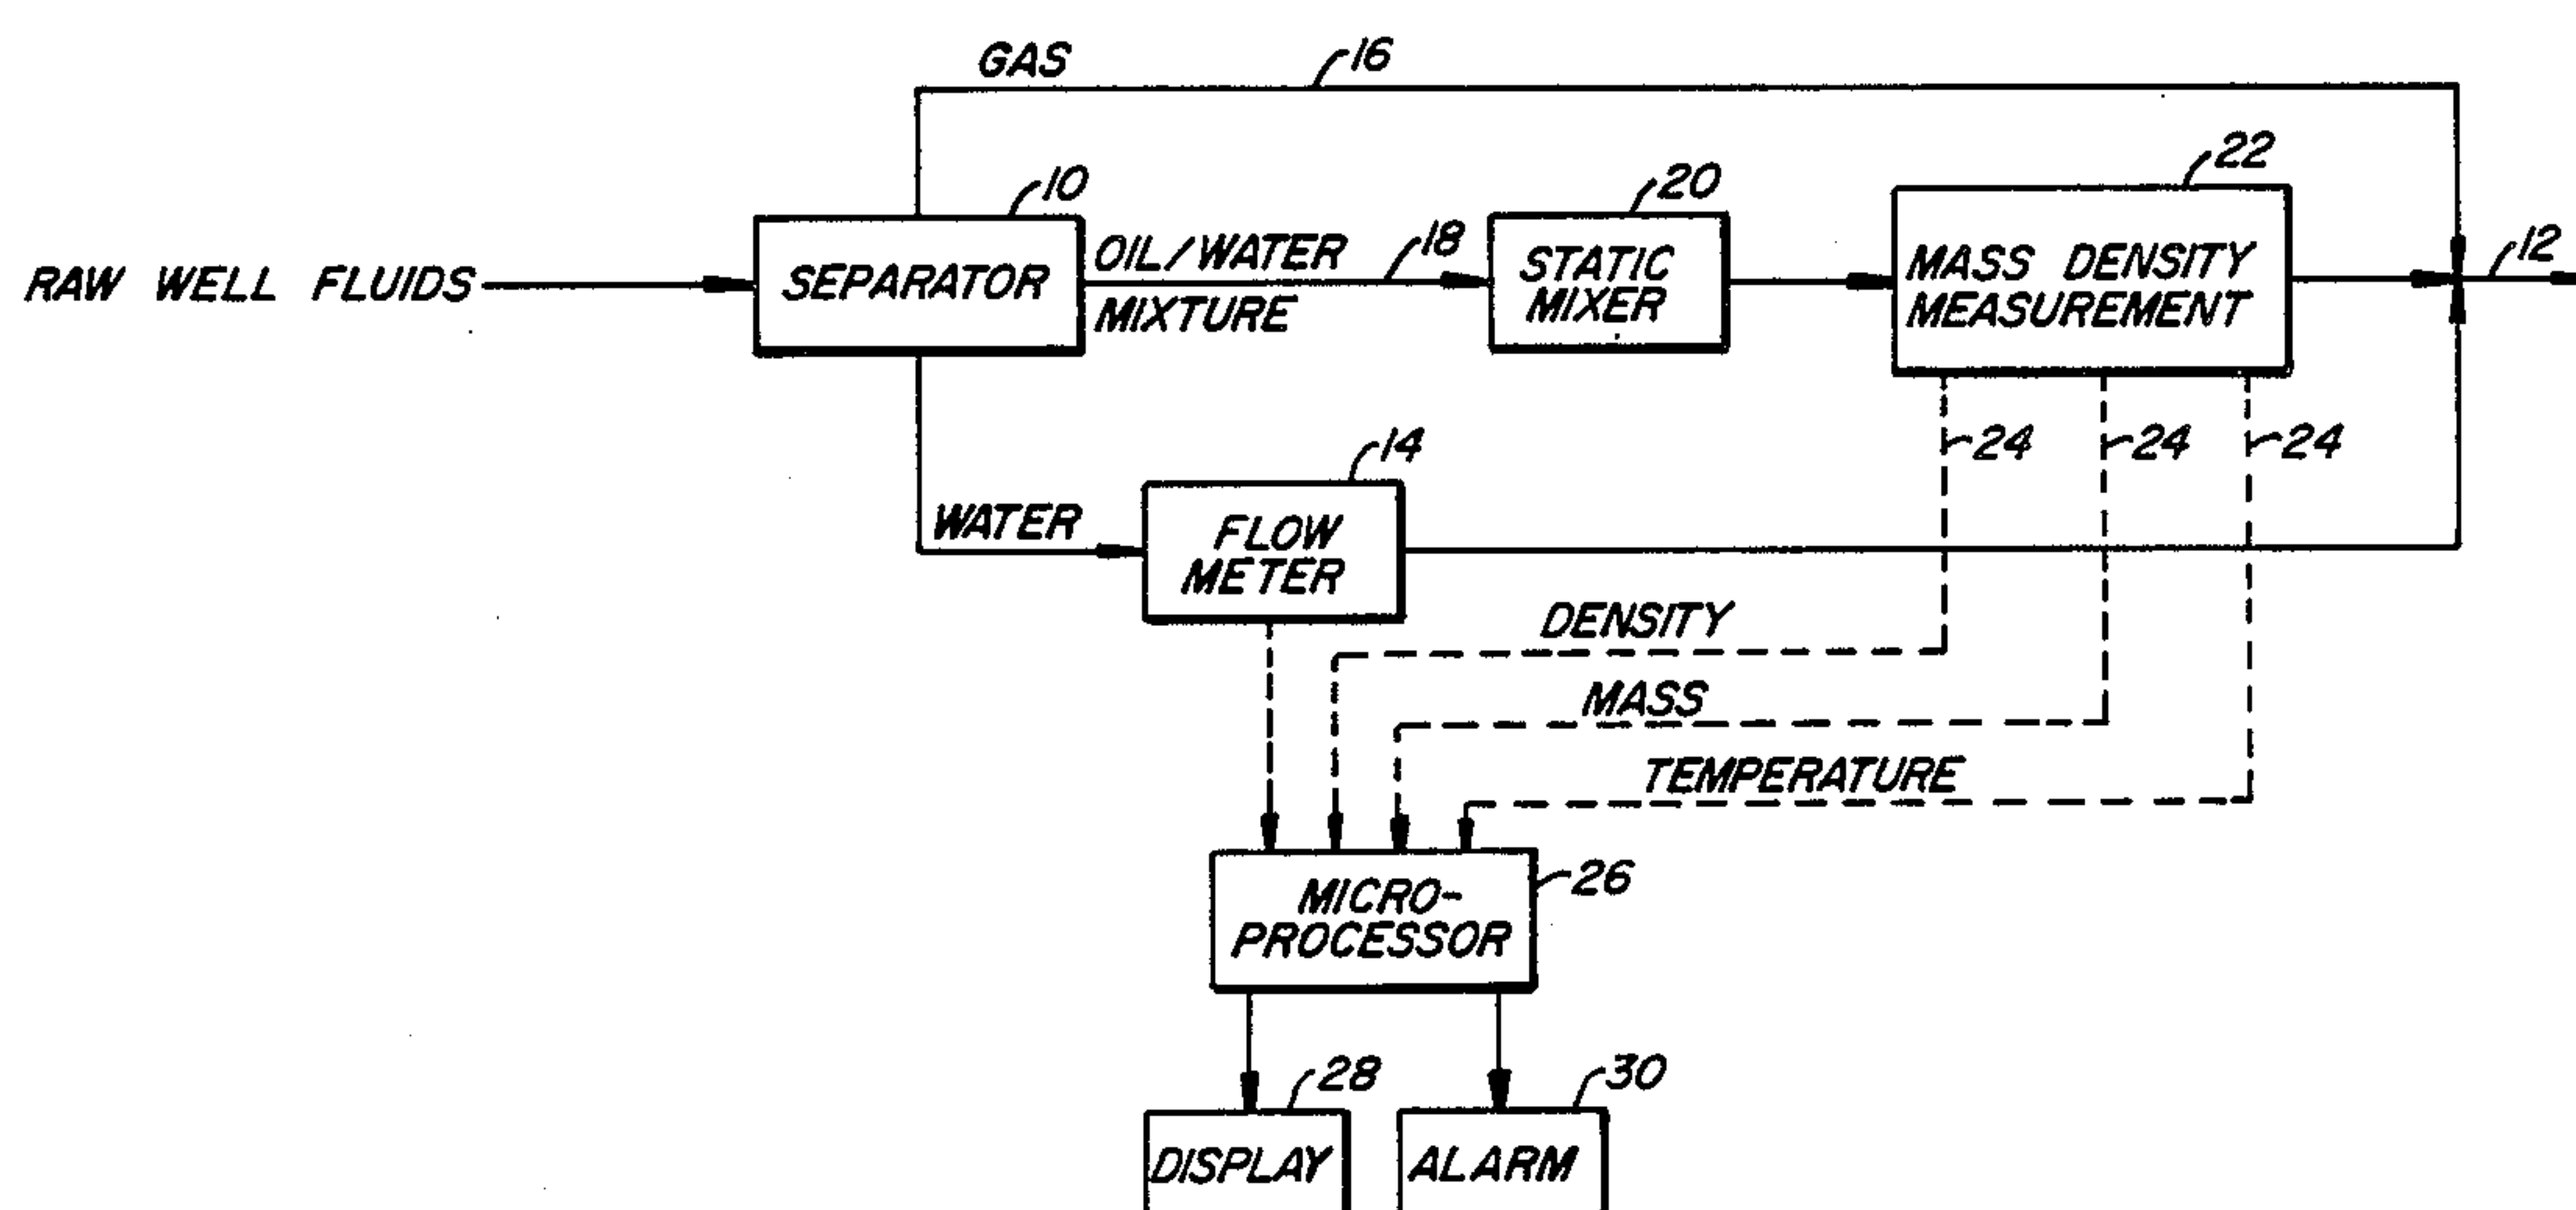 GAS
16
22
10
20
OIL/WATER
18
12
RAW WELL FLUIDS
SEPARATOR
STATIC
MIXER
MASS DENSITY
MEASUREMENT
MIXTURE
14
24
24
24
WATER
FLOW
METER
DENSITY
MASS
TEMPERATURE
26
MICRO-
PROCESSOR
28
30
DISPLAY
ALARM